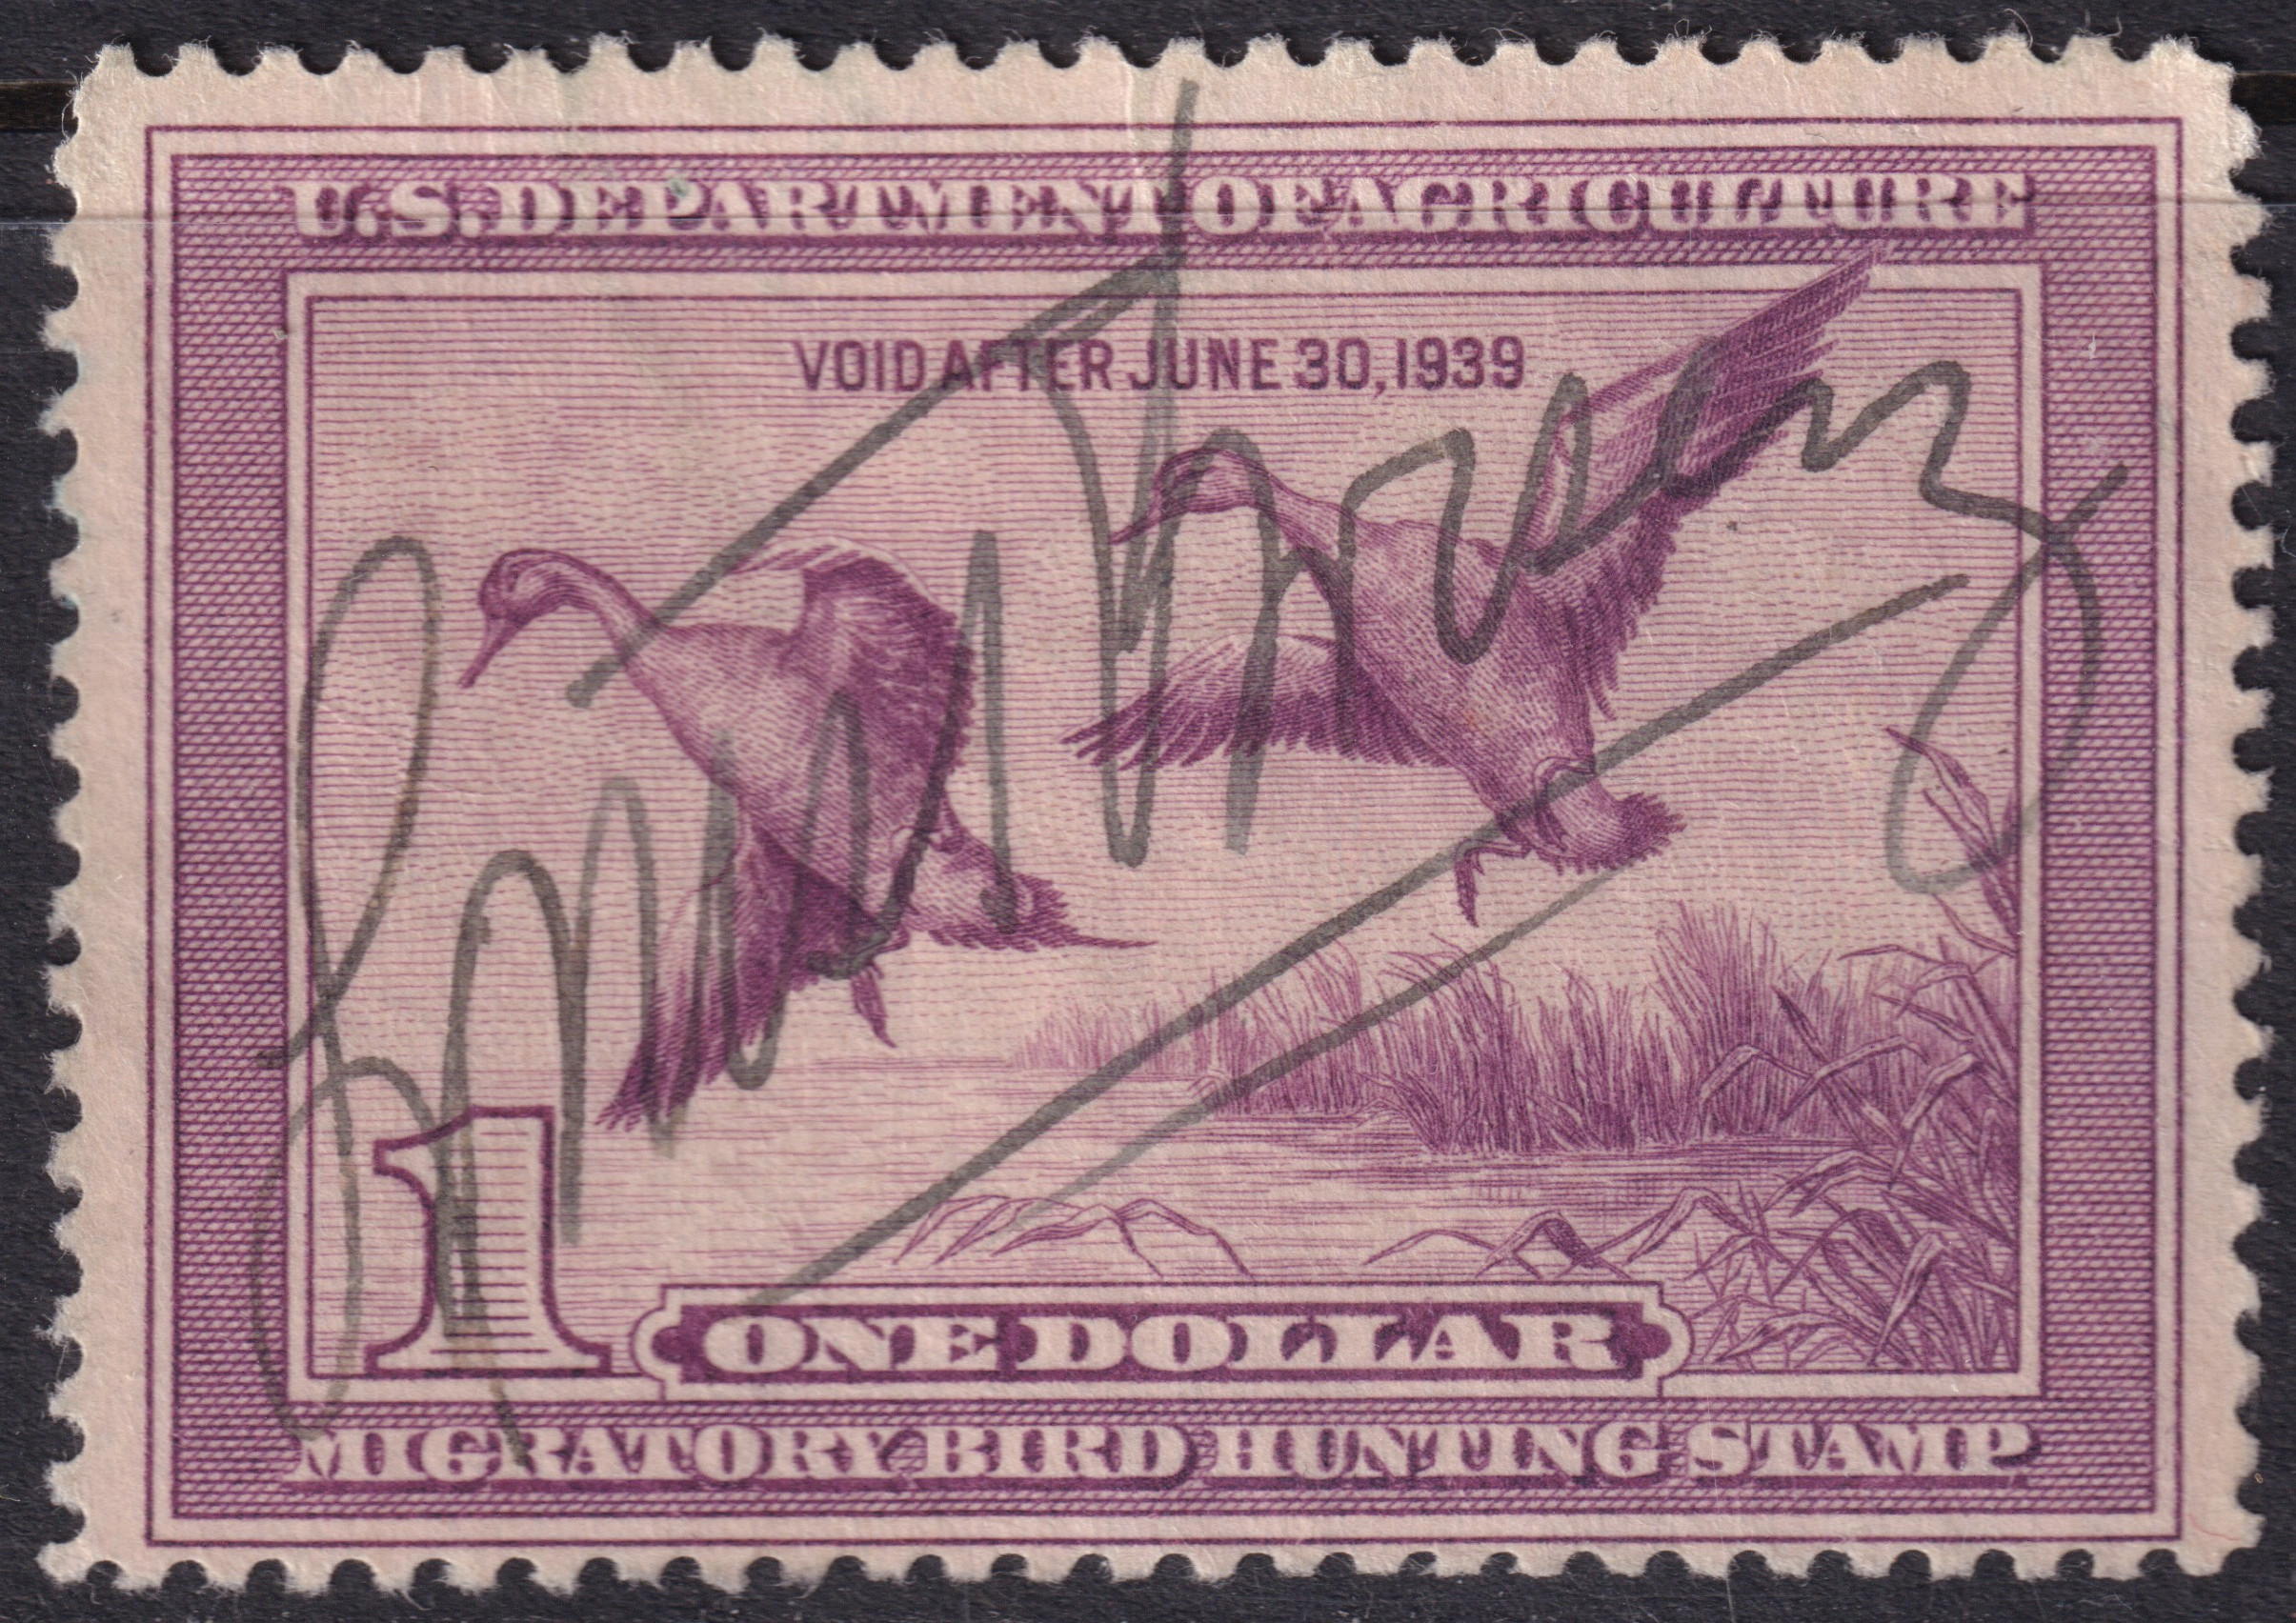 U.S. DEPARTMENT OF AGRICULTURE
VOID AFTER JUNE 30, 1939
1
ONE DOLLAR
MIGRATORY BIRD HUNTING STAMP